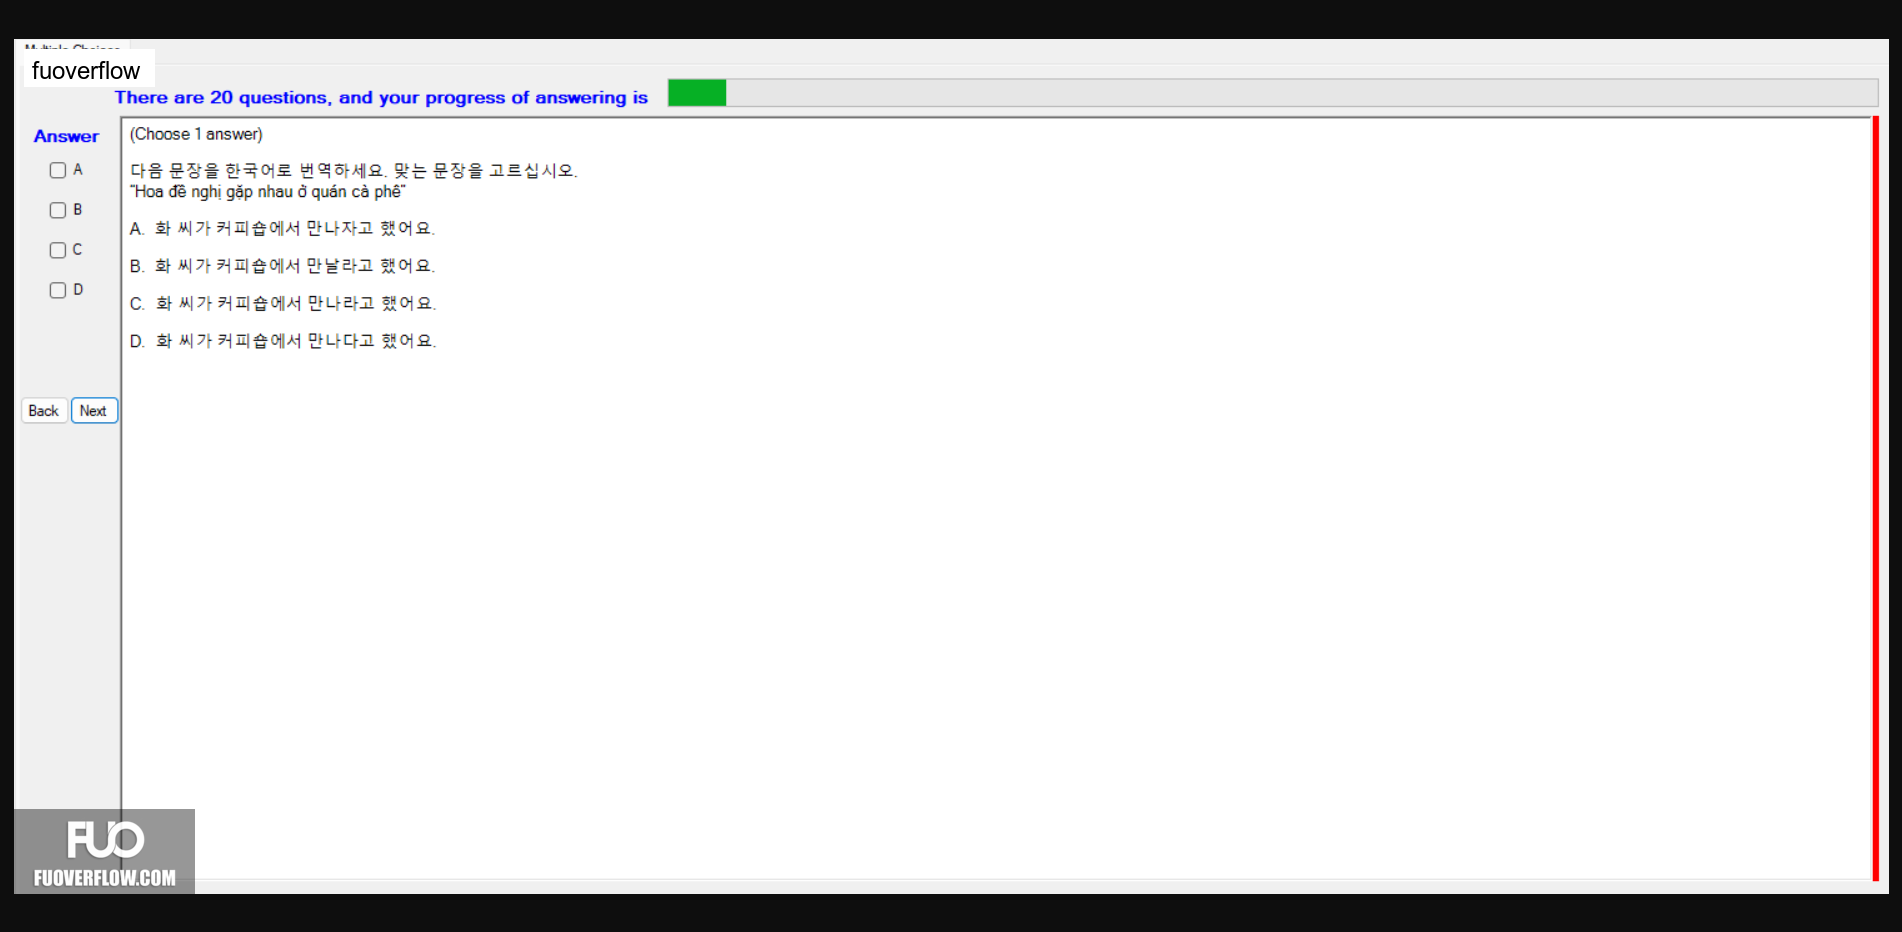 fuoverflow
There are 20 questions, and your progress of answering is
Answer
A
B
C
D
Back Next
(Choose 1 answer)
다음 문장을 한국어로 번역하세요. 맞는 문장을 고르십시오.
"Hoa đề nghị gặp nhau ở quán cà phê"
A. 화 씨가 커피숍에서 만나자고 했어요.
B. 화 씨가 커피숍에서 만날라고 했어요.
C. 화 씨가 커피숍에서 만나라고 했어요.
D. 화 씨가 커피숍에서 만나다고 했어요.
FUO
FUOVERFLOW.COM